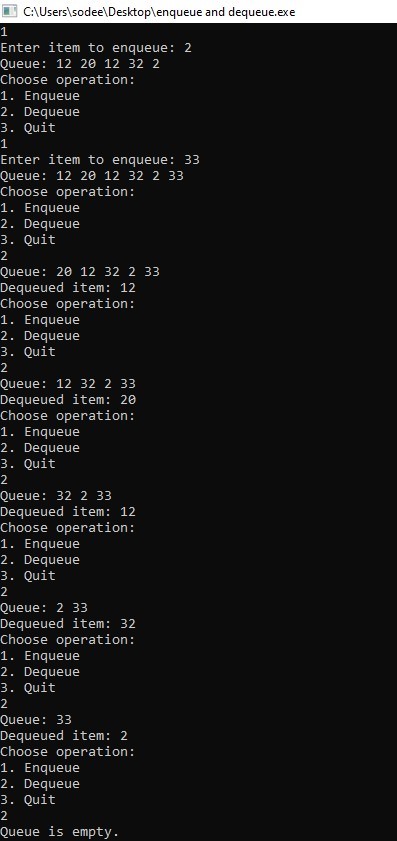 C:\Users\sodee\Desktop\enqueue and dequeue.exe
1
Enter item to enqueue: 2
Queue: 12 20 12 32 2
Choose operation:
1. Enqueue
2. Dequeue
3. Quit
1
Enter item to enqueue: 33
Queue: 12 20 12 32 2 33
Choose operation:
1. Enqueue
2. Dequeue
3. Quit
2
Queue: 20 12 32 2 33
Dequeued item: 12
Choose operation:
1. Enqueue
2. Dequeue
3. Quit
2
Queue: 12 32 2 33
Dequeued item: 20
Choose operation:
1. Enqueue
2. Dequeue
3. Quit
2
Queue: 32 2 33
Dequeued item: 12
Choose operation:
1. Enqueue
2. Dequeue
3. Quit
2
Queue: 2 33
Dequeued item: 32
Choose operation:
1. Enqueue
2. Dequeue
3. Quit
2
Queue: 33
Dequeued item: 2
Choose operation:
1. Enqueue
2. Dequeue
3. Quit
2
Queue is empty.